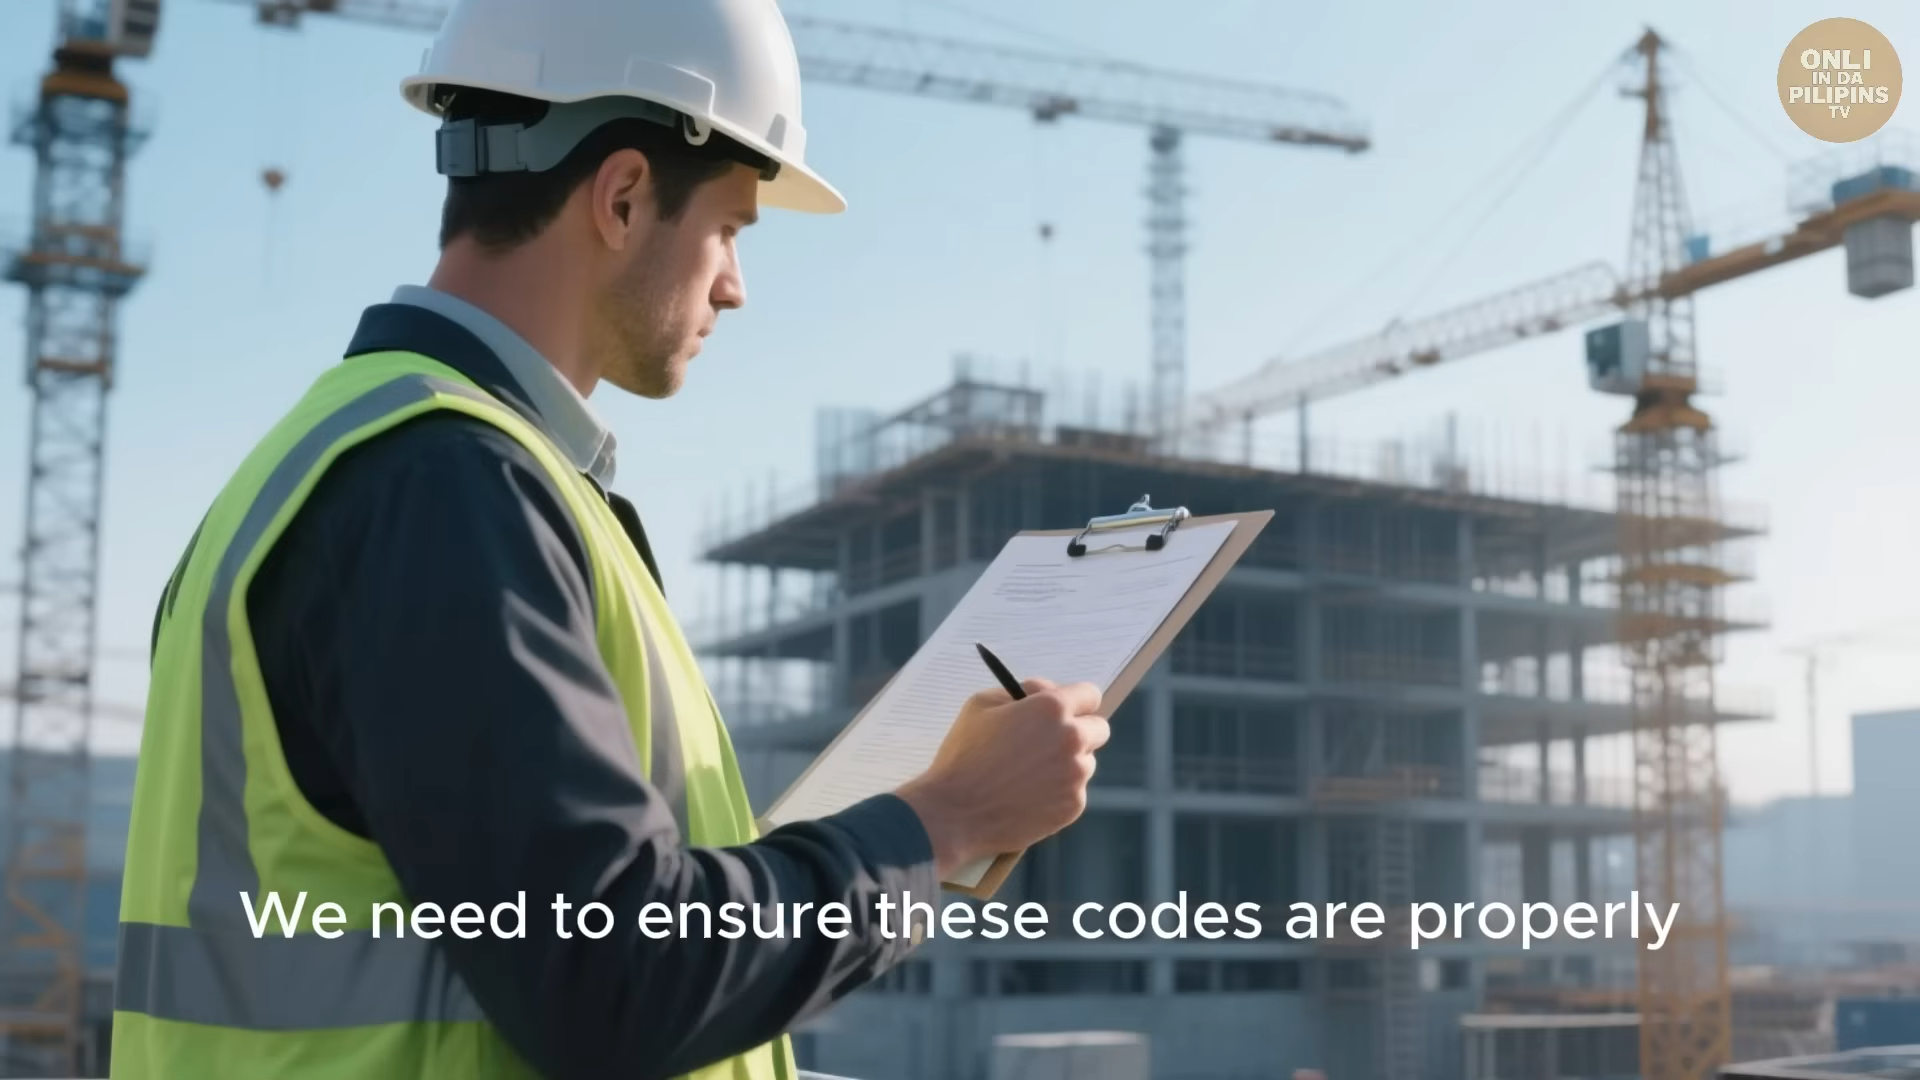 ONLI
IN DA
PILIPINS
TV
We need to ensure these codes are properly